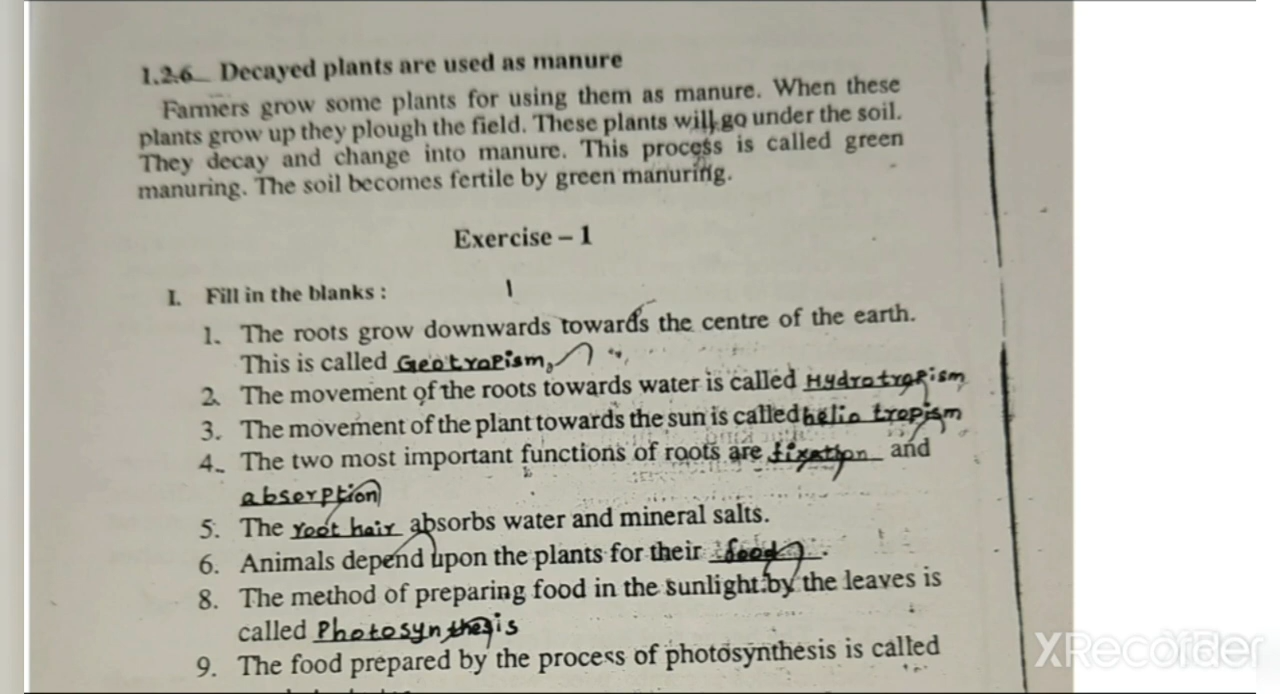 1.2.6 Decayed plants are used as manure
Farmers grow some plants for using them as manure. When these
plants grow up they plough the field. These plants will go under the soil.
They decay and change into manure. This process is called green
manuring. The soil becomes fertile by green manuring.
Exercise – 1
I. Fill in the blanks :
1. The roots grow downwards towards the centre of the earth.
This is called Geotropism,
2. The movement of the roots towards water is called Hydrotropism
3. The movement of the plant towards the sun is called helio tropism
4. The two most important functions of roots are fixation and
absorption
5. The root hair absorbs water and mineral salts.
6. Animals depend upon the plants for their food.
8. The method of preparing food in the sunlight by the leaves is
called Photosynthesis
9. The food prepared by the process of photosynthesis is called
XRecorder